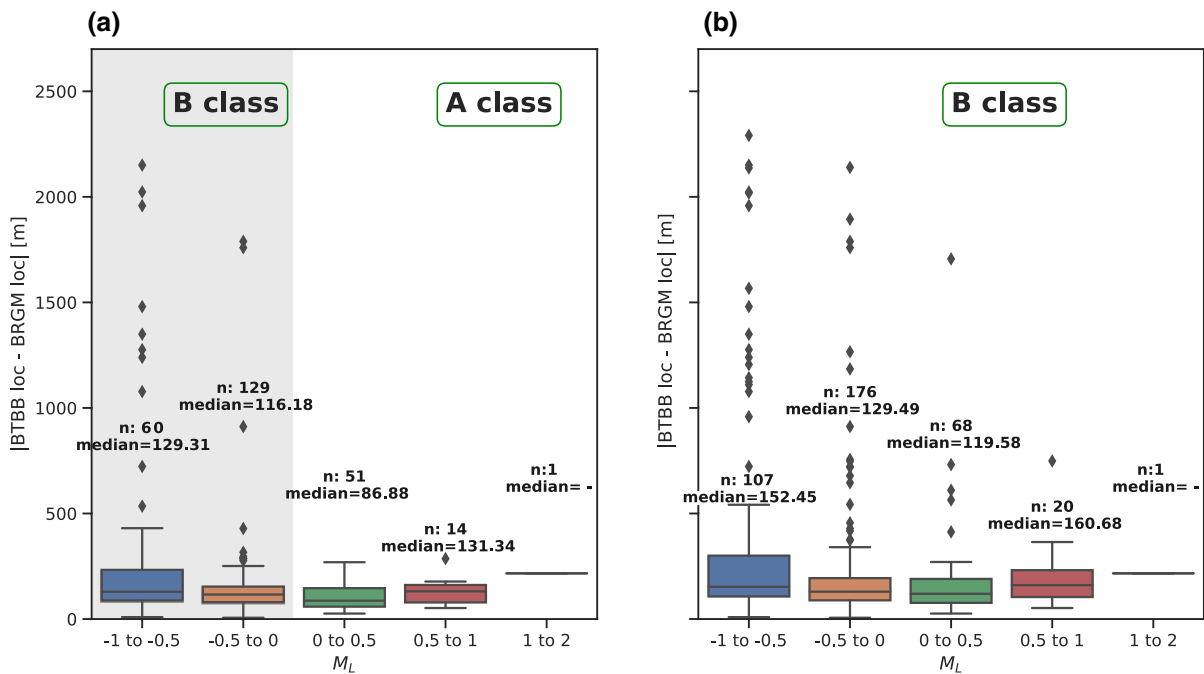 (a)
B class
A class
|BTBB loc - BRGM loc| [m]
2500
2000
1500
1000
500
0
n: 60
median=129.31
n: 129
median=116.18
n: 51
median=86.88
n: 14
median=131.34
n:1
median= -
-1 to -0.5
-0.5 to 0
0 to 0.5
0.5 to 1
1 to 2
M_L
(b)
B class
|BTBB loc - BRGM loc| [m]
n: 107
median=152.45
n: 176
median=129.49
n: 68
median=119.58
n: 20
median=160.68
n:1
median= -
-1 to -0.5
-0.5 to 0
0 to 0.5
0.5 to 1
1 to 2
M_L